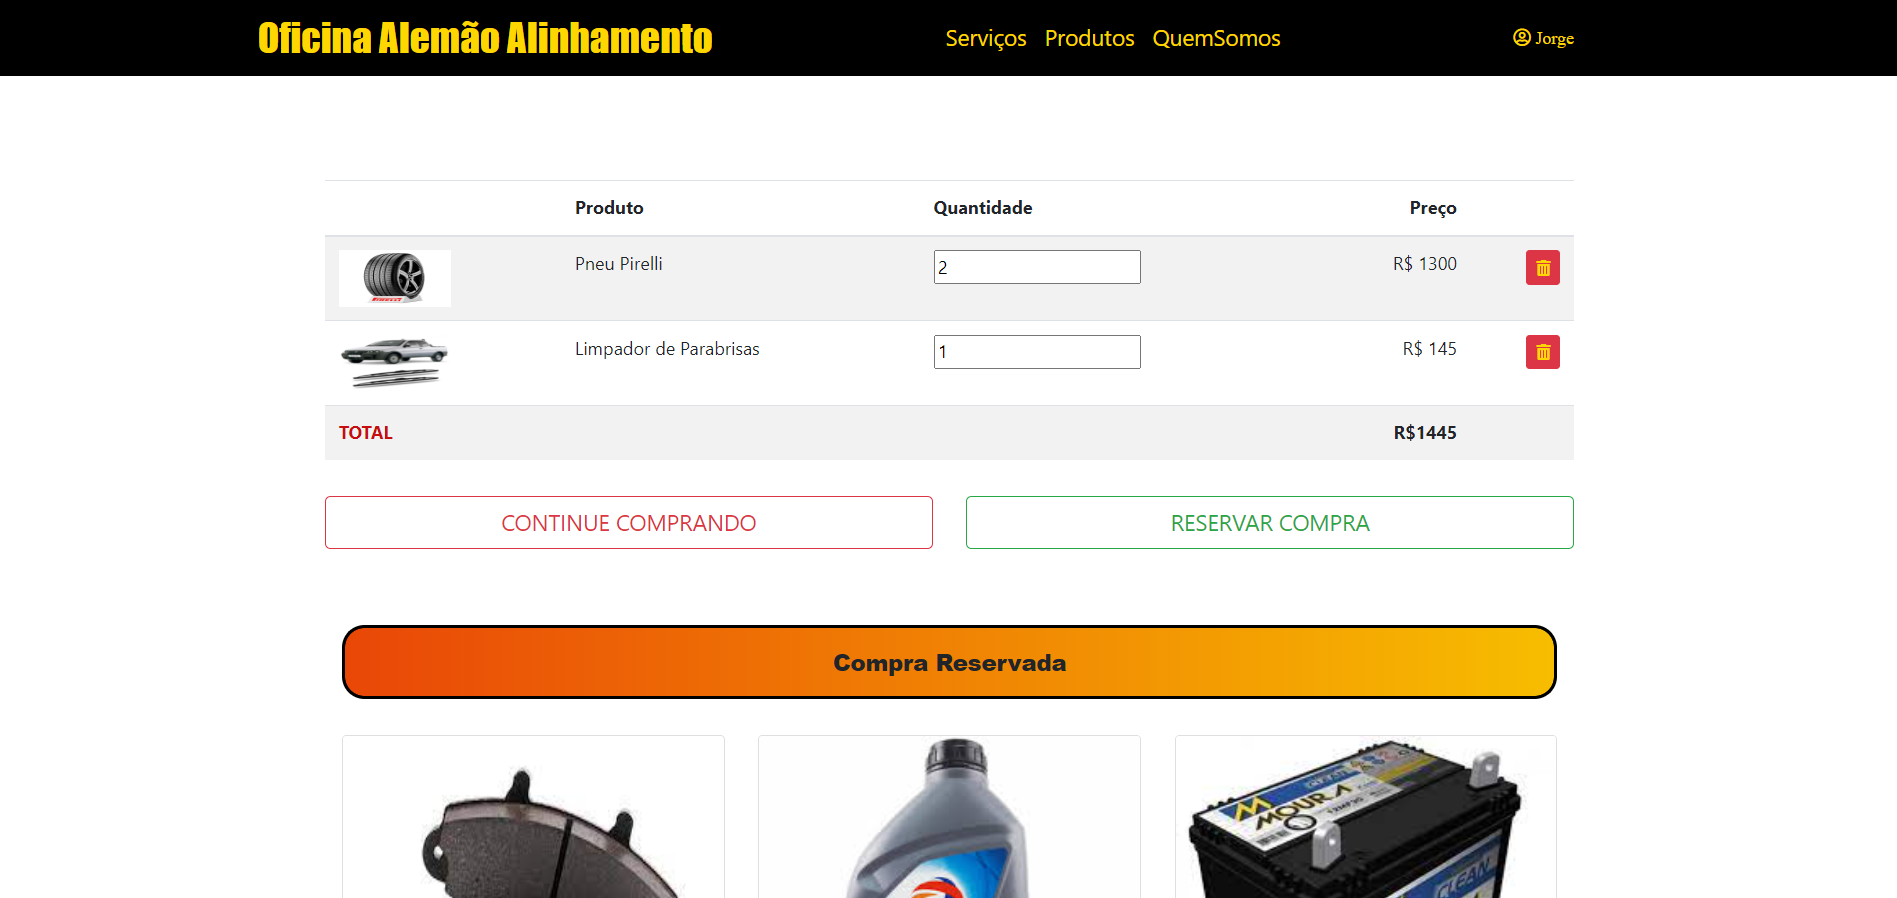 Oficina Alemão Alinhamento
Serviços Produtos QuemSomos
Jorge
Produto Quantidade Preço
Pneu Pirelli 2 R$ 1300
Limpador de Parabrisas 1 R$ 145
TOTAL R$1445
CONTINUE COMPRANDO RESERVAR COMPRA
Compra Reservada
MOURA
CLEAN